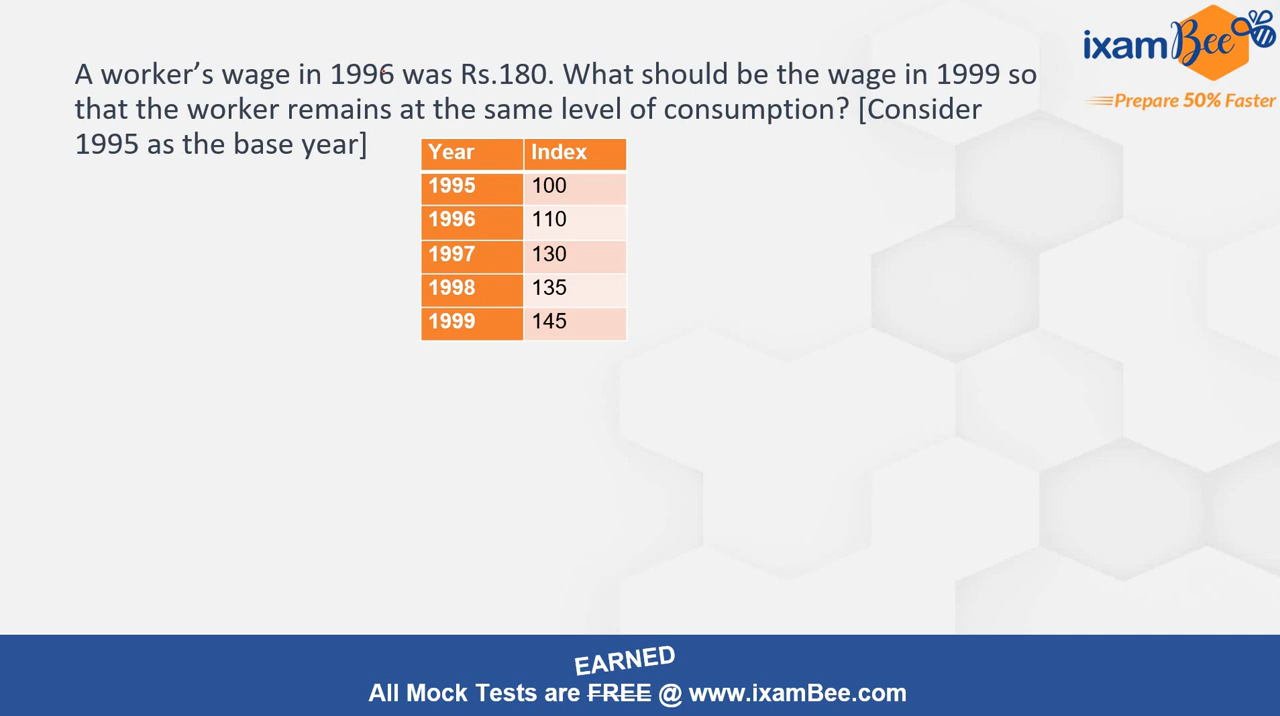 ixamBee
Prepare 50% Faster
A worker’s wage in 1996 was Rs.180. What should be the wage in 1999 so
that the worker remains at the same level of consumption? [Consider
1995 as the base year]
Year Index
1995 100
1996 110
1997 130
1998 135
1999 145
EARNED
All Mock Tests are FREE @ www.ixamBee.com